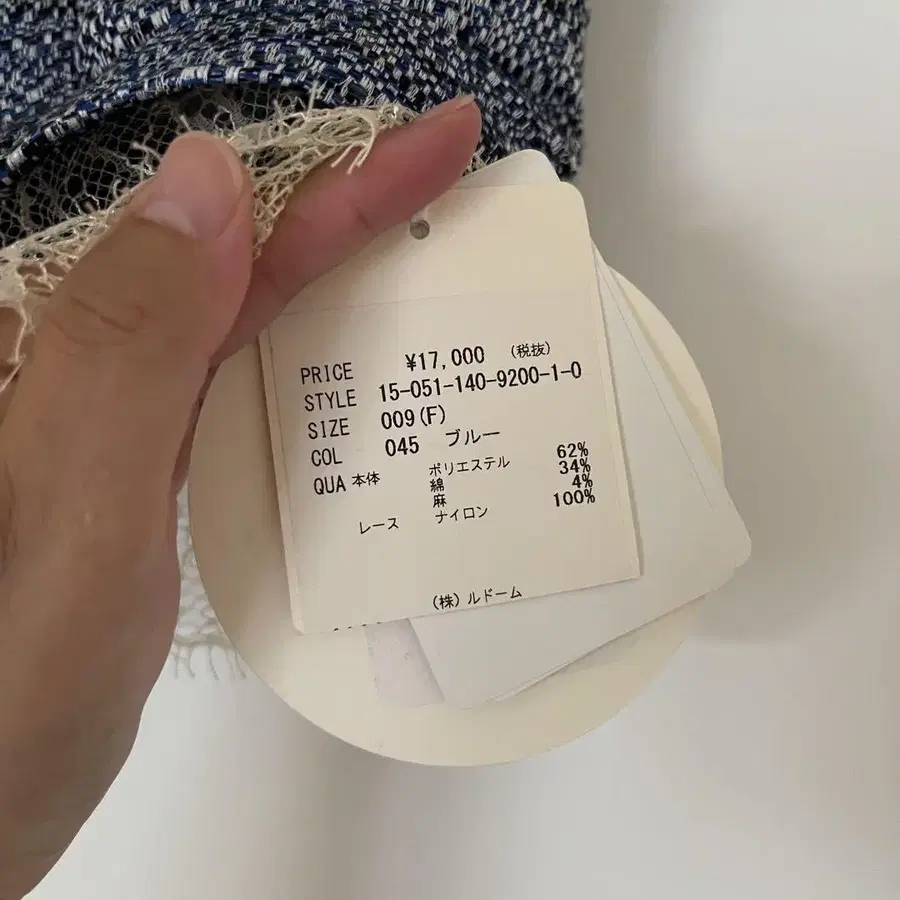 PRICE ¥17,000 (税抜)
STYLE 15-051-140-9200-1-0
SIZE 009(F)
COL 045 ブルー
QUA 本体 ポリエステル 62%
綿 34%
麻 4%
レース ナイロン 100%
(株)ルドーム